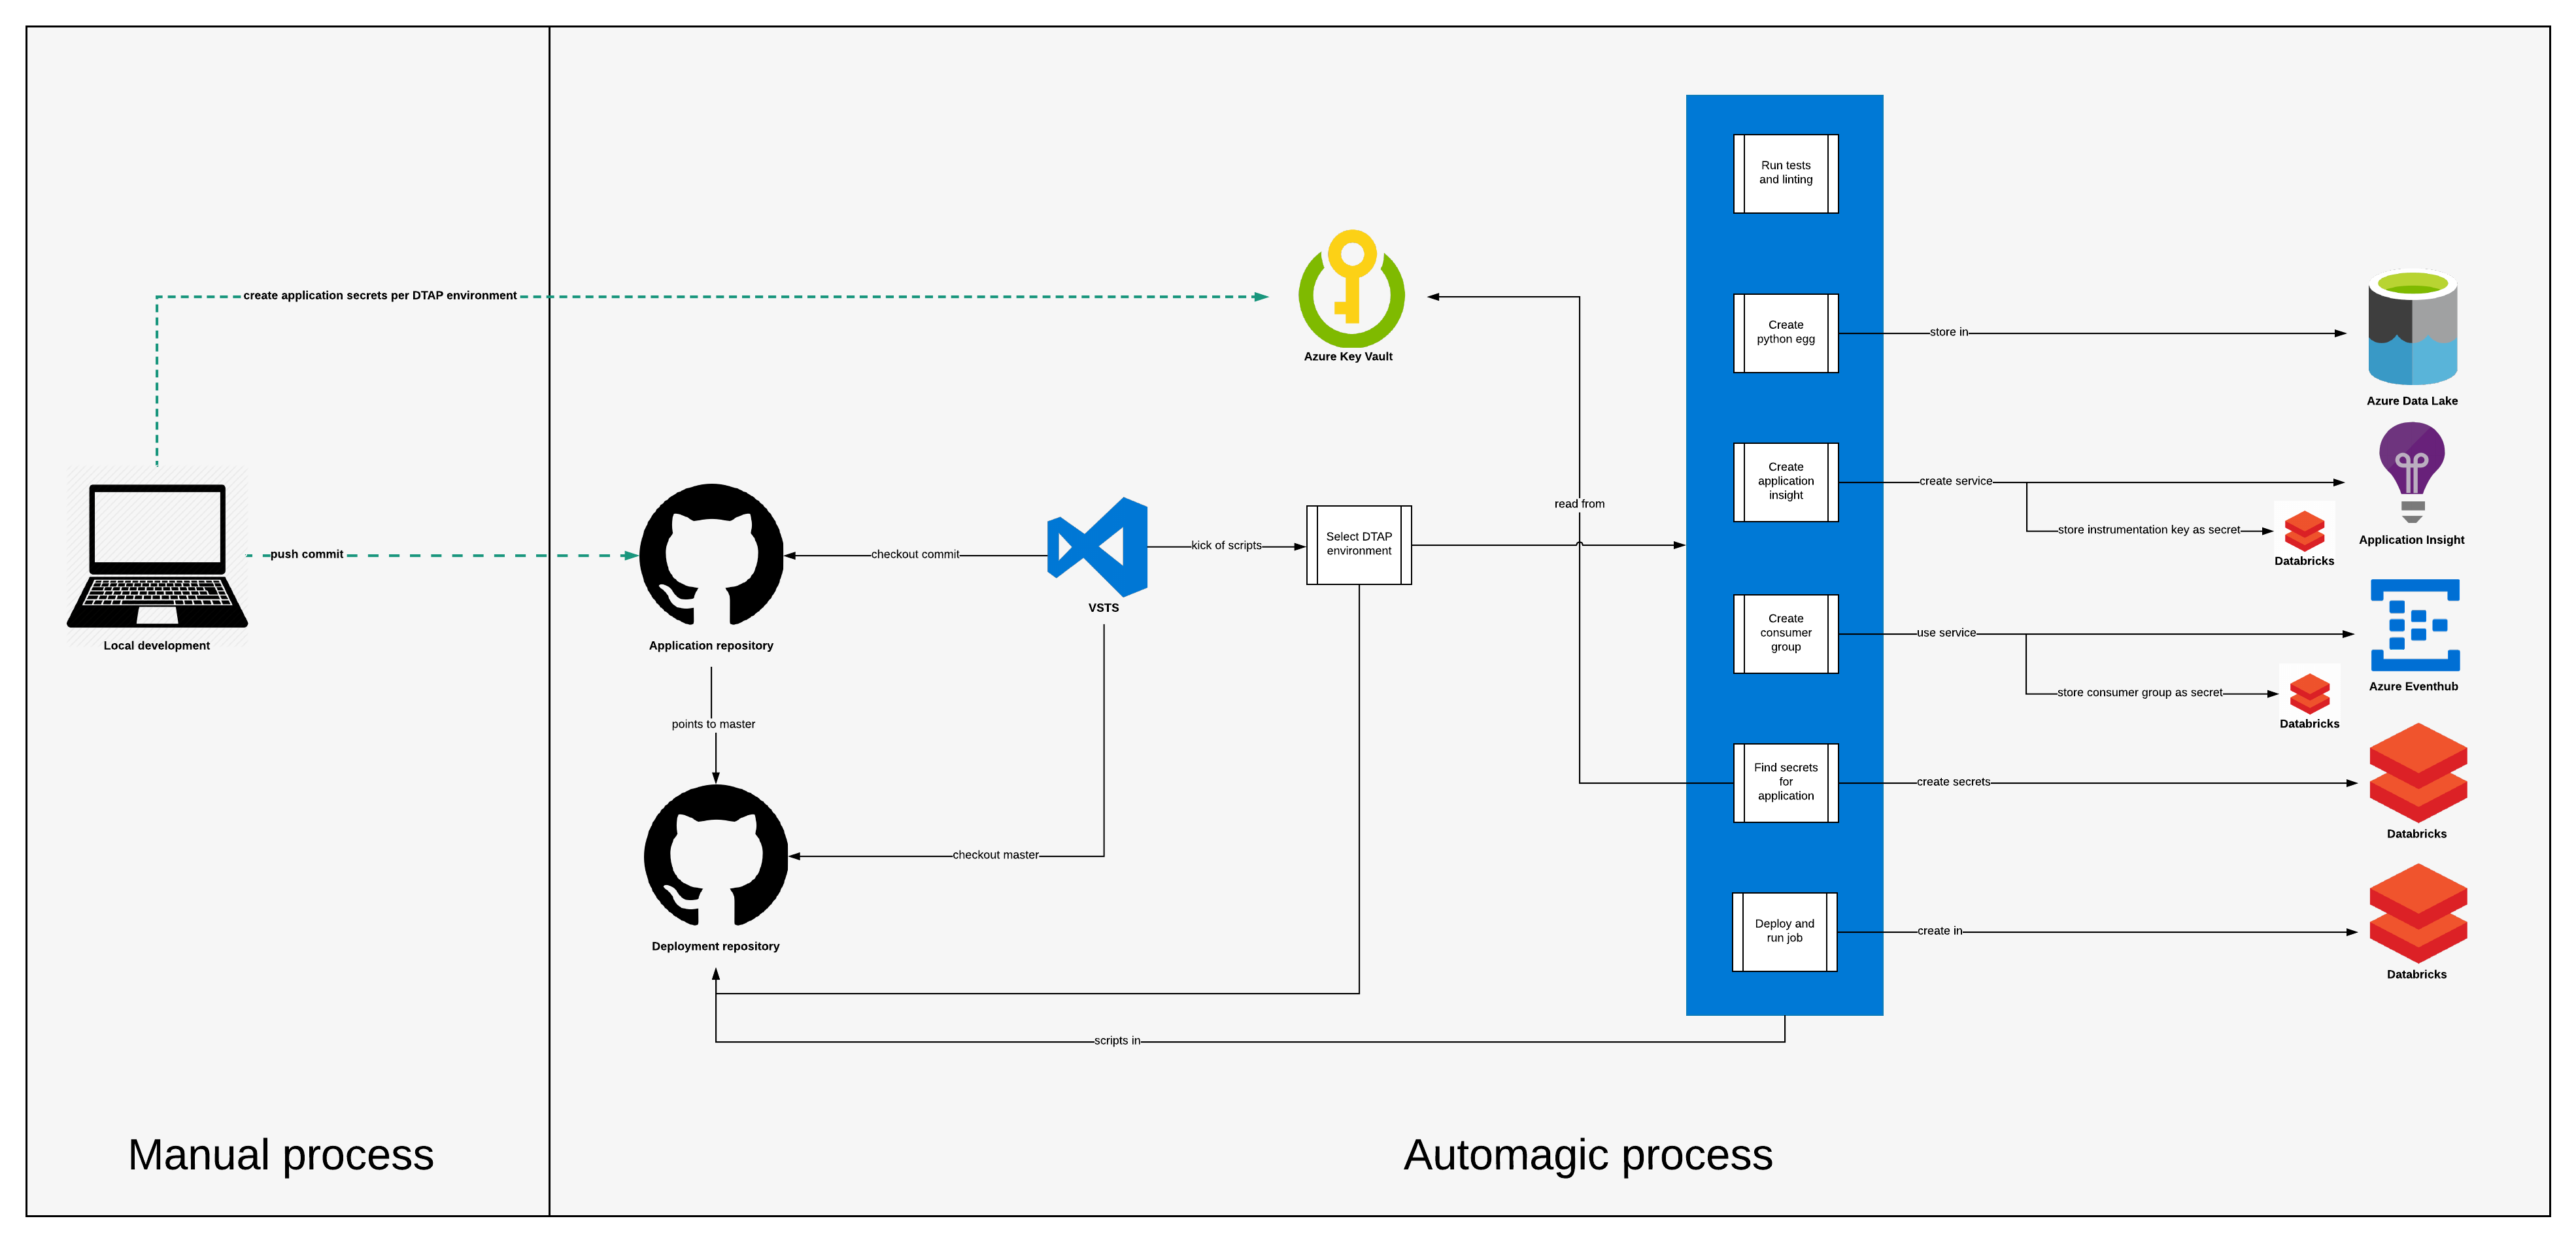 create application secrets per DTAP environment
Local development
push commit
Manual process
Azure Key Vault
Application repository
checkout commit
VSTS
kick of scripts
Select DTAP
environment
read from
points to master
checkout master
Deployment repository
scripts in
Run tests
and linting
Create
python egg
store in
Azure Data Lake
Create
application
insight
create service
store instrumentation key as secret
Databricks
Application Insight
Create
consumer
group
use service
store consumer group as secret
Databricks
Azure Eventhub
Find secrets
for
application
create secrets
Databricks
Deploy and
run job
create in
Databricks
Automagic process